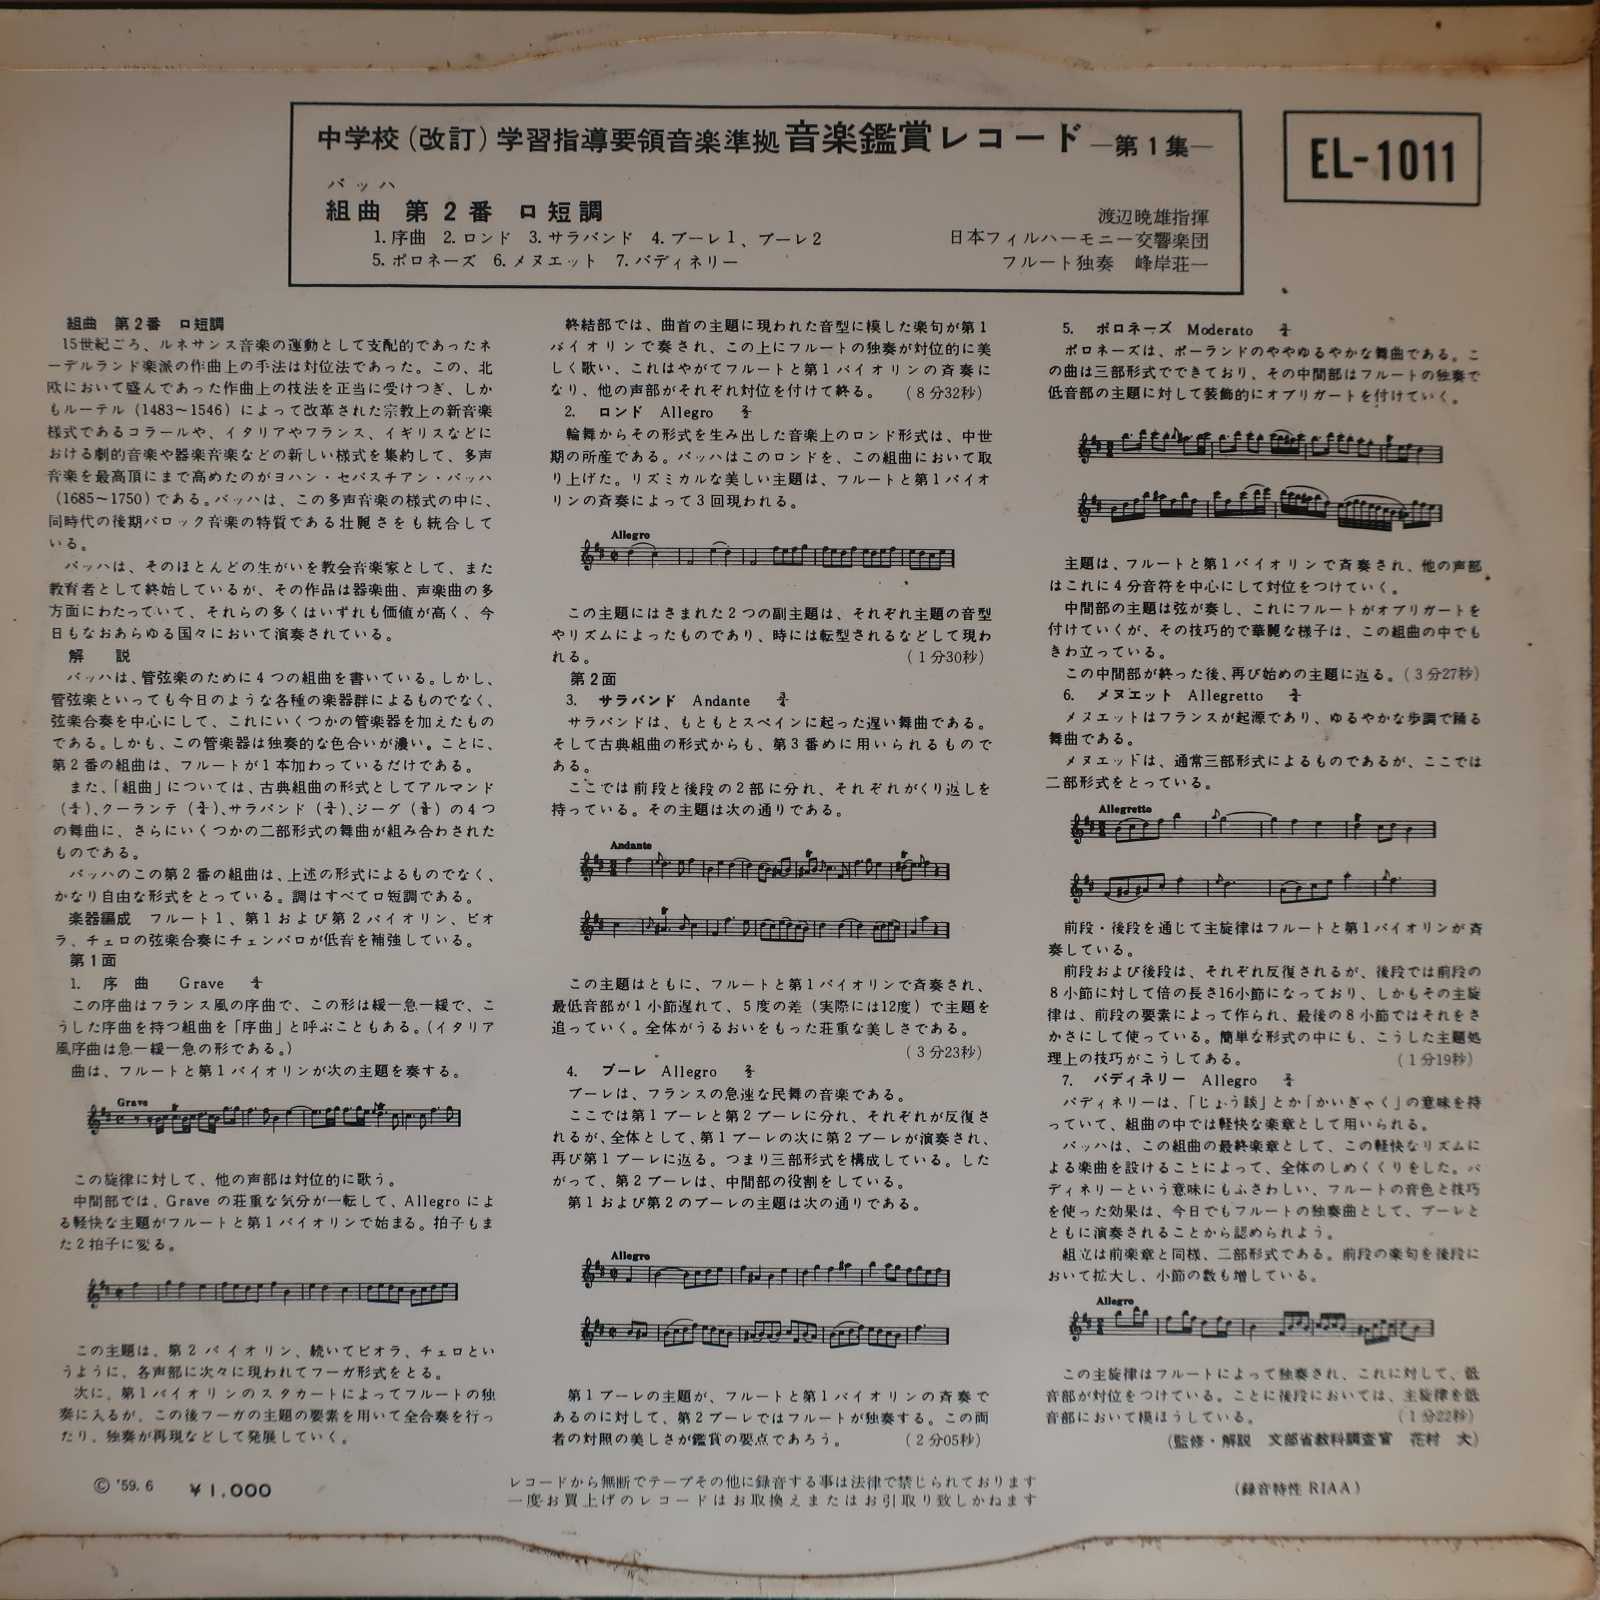 中学校(改訂)学習指導要領音楽準拠 音楽鑑賞レコード ―第1集―
EL-1011
バッハ
組曲 第2番 ロ短調
1.序曲 2.ロンド 3.サラバンド 4.ブーレ1、ブーレ2
5.ポロネーズ 6.メヌエット 7.バディネリー
渡辺暁雄指揮
日本フィルハーモニー交響楽団
フルート独奏 峰岸荘一
組曲 第2番 ロ短調
15世紀ごろ、ルネサンス音楽の運動として支配的であったネ
ーデルランド楽派の作曲上の手法は対位法であった。この、北
欧において盛んであった作曲上の技法を正当に受けつぎ、しか
もルーテル(1483~1546)によって改革された宗教上の新音楽
様式であるコラールや、イタリアやフランス、イギリスなどに
おける劇的音楽や器楽音楽などの新しい様式を集約して、多声
音楽を最高頂にまで高めたのがヨハン・セバスチアン・バッハ
(1685~1750)である。バッハは、この多声音楽の様式の中に、
同時代の後期バロック音楽の特質である壮麗さをも統合して
いる。
バッハは、そのほとんどの生がいを教会音楽家として、また
教育者として終始しているが、その作品は器楽曲、声楽曲の多
方面にわたっていて、それらの多くはいずれも価値が高く、今
日もなおあらゆる国々において演奏されている。
解 説
バッハは、管弦楽のために4つの組曲を書いている。しかし、
管弦楽といっても今日のような各種の楽器群によるものでなく、
弦楽合奏を中心にして、これにいくつかの管楽器を加えたもの
である。しかも、この管楽器は独奏的な色合いが濃い。ことに、
第2番の組曲は、フルートが1本加わっているだけである。
また、「組曲」については、古典組曲の形式としてアルマンド
(4/4)、クーランテ(3/4)、サラバンド(3/4)、ジーグ(6/8)の4つ
の舞曲に、さらにいくつかの二部形式の舞曲が組み合わされた
ものである。
バッハのこの第2番の組曲は、上述の形式によるものでなく、
かなり自由な形式をとっている。調はすべてロ短調である。
楽器編成 フルート1、第1および第2バイオリン、ビオ
ラ、チェロの弦楽合奏にチェンバロが低音を補強している。
第1面
1. 序 曲 Grave 4/4
この序曲はフランス風の序曲で、この形は緩―急―緩で、こ
うした序曲を持つ組曲を「序曲」と呼ぶこともある。(イタリア
風序曲は急―緩―急の形である。)
曲は、フルートと第1バイオリンが次の主題を奏する。
Grave
この旋律に対して、他の声部は対位的に歌う。
中間部では、Grave の荘重な気分が一転して、Allegro によ
る軽快な主題がフルートと第1バイオリンで始まる。拍子もま
た2拍子に変る。
この主題は、第2バイオリン、続いてビオラ、チェロとい
うように、各声部に次々に現われてフーガ形式をとる。
次に、第1バイオリンのスタカートによってフルートの独
奏に入るが、この後フーガの主題の要素を用いて全合奏を行っ
たり、独奏が再現などして発展していく。
終結部では、曲首の主題に現われた音型に模した楽句が第1
バイオリンで奏され、この上にフルートの独奏が対位的に美
しく歌い、これはやがてフルートと第1バイオリンの斉奏に
なり、他の声部がそれぞれ対位を付けて終る。 (8分32秒)
2. ロンド Allegro 2/2
輪舞からその形式を生み出した音楽上のロンド形式は、中世
期の所産である。バッハはこのロンドを、この組曲において取
り上げた。リズミカルな美しい主題は、フルートと第1バイオ
リンの斉奏によって3回現われる。
Allegro
この主題にはさまれた2つの副主題は、それぞれ主題の音型
やリズムによったものであり、時には転型されるなどして現わ
れる。 (1分30秒)
第2面
3. サラバンド Andante 3/4
サラバンドは、もともとスペインに起った遅い舞曲である。
そして古典組曲の形式からも、第3番めに用いられるもので
ある。
ここでは前段と後段の2部に分れ、それぞれがくり返しを
持っている。その主題は次の通りである。
Andante
この主題はともに、フルートと第1バイオリンで斉奏され、
最低音部が1小節遅れて、5度の差(実際には12度)で主題を
追っていく。全体がうるおいをもった荘重な美しさである。
(3分23秒)
4. ブーレ Allegro 2/2
ブーレは、フランスの急速な民舞の音楽である。
ここでは第1ブーレと第2ブーレに分れ、それぞれが反復さ
れるが、全体として、第1ブーレの次に第2ブーレが演奏され、
再び第1ブーレに返る。つまり三部形式を構成している。した
がって、第2ブーレは、中間部の役割をしている。
第1および第2のブーレの主題は次の通りである。
Allegro
第1ブーレの主題が、フルートと第1バイオリンの斉奏で
あるのに対して、第2ブーレではフルートが独奏する。この両
者の対照の美しさが鑑賞の要点であろう。 (2分05秒)
5. ポロネーズ Moderato 3/4
ポロネーズは、ポーランドのややゆるやかな舞曲である。こ
の曲は三部形式でできており、その中間部はフルートの独奏で
低音部の主題に対して装飾的にオブリガートを付けていく。
主題は、フルートと第1バイオリンで斉奏され、他の声部
はこれに4分音符を中心にして対位をつけていく。
中間部の主題は弦が奏し、これにフルートがオブリガートを
付けていくが、その技巧的で華麗な様子は、この組曲の中でも
きわ立っている。
この中間部が終った後、再び始めの主題に返る。(3分27秒)
6. メヌエット Allegretto 3/4
メヌエットはフランスが起源であり、ゆるやかな歩調で踊る
舞曲である。
メヌエットは、通常三部形式によるものであるが、ここでは
二部形式をとっている。
Allegretto
前段・後段を通じて主旋律はフルートと第1バイオリンが斉
奏している。
前段および後段は、それぞれ反復されるが、後段では前段の
8小節に対して倍の長さ16小節になっており、しかもその主旋
律は、前段の要素によって作られ、最後の8小節ではそれをさ
かさにして使っている。簡単な形式の中にも、こうした主題処
理上の技巧がこうしてある。 (1分19秒)
7. バディネリー Allegro 2/4
バディネリーは、「じょう談」とか「かいぎゃく」の意味を持
っていて、組曲の中では軽快な楽章として用いられる。
バッハは、この組曲の最終楽章として、この軽快なリズムに
よる楽曲を設けることによって、全体のしめくくりをした。バ
ディネリーという意味にもふさわしい、フルートの音色と技巧
を使った効果は、今日でもフルートの独奏曲として、ブーレと
ともに演奏されることから認められよう。
組立は前楽章と同様、二部形式である。前段の楽句を後段に
おいて拡大し、小節の数も増している。
Allegro
この主旋律はフルートによって独奏され、これに対して、低
音部が対位をつけている。ことに後段においては、主旋律を低
音部において模ほうしている。 (1分22秒)
(監修・解説 文部省教科調査官 花村 大)
© '59. 6 ¥1,000
レコードから無断でテープその他に録音する事は法律で禁じられております
一度お買上げのレコードはお取換えまたはお引取り致しかねます
(録音特性 RIAA)